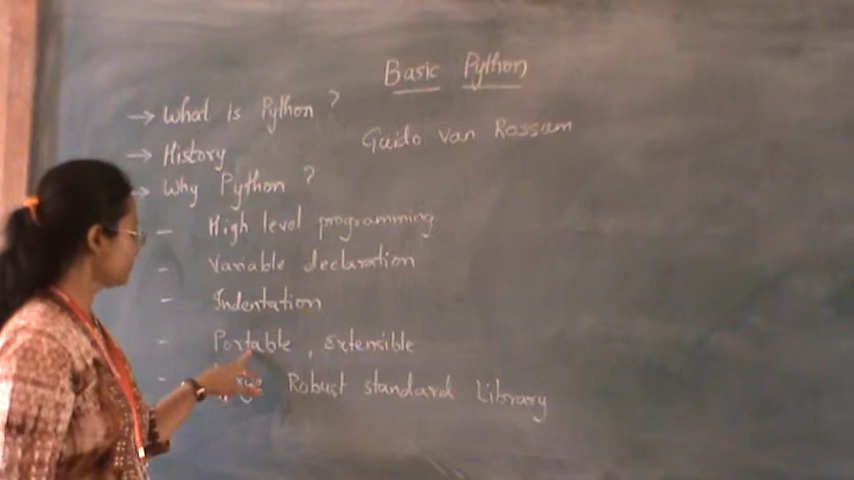 Basic Python
→ What is Python ?
Guido Van Rossum
→ History
→ Why Python ?
- High level programming
- Variable declaration
- Indentation
- Portable , Extensible
- Robust standard Library